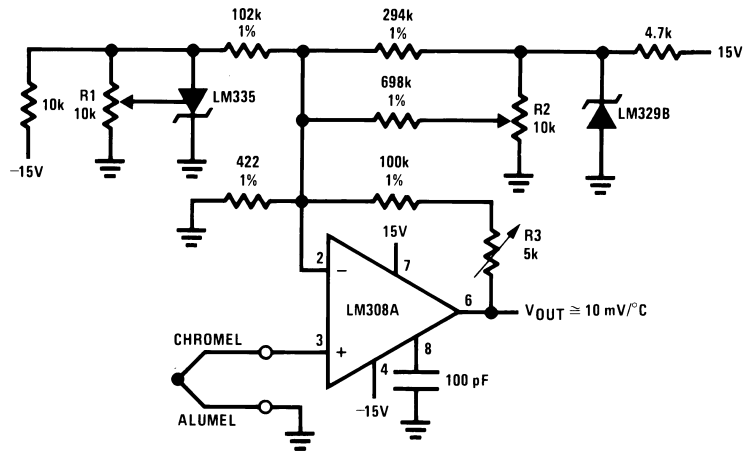 102k
1%
294k
1%
4.7k
15V
10k
R1
10k
LM335
698k
1%
R2
10k
LM329B
−15V
422
1%
100k
1%
15V
R3
5k
2
−
7
LM308A
6
VOUT ≅ 10 mV/°C
CHROMEL
3
+
8
4
100 pF
−15V
ALUMEL